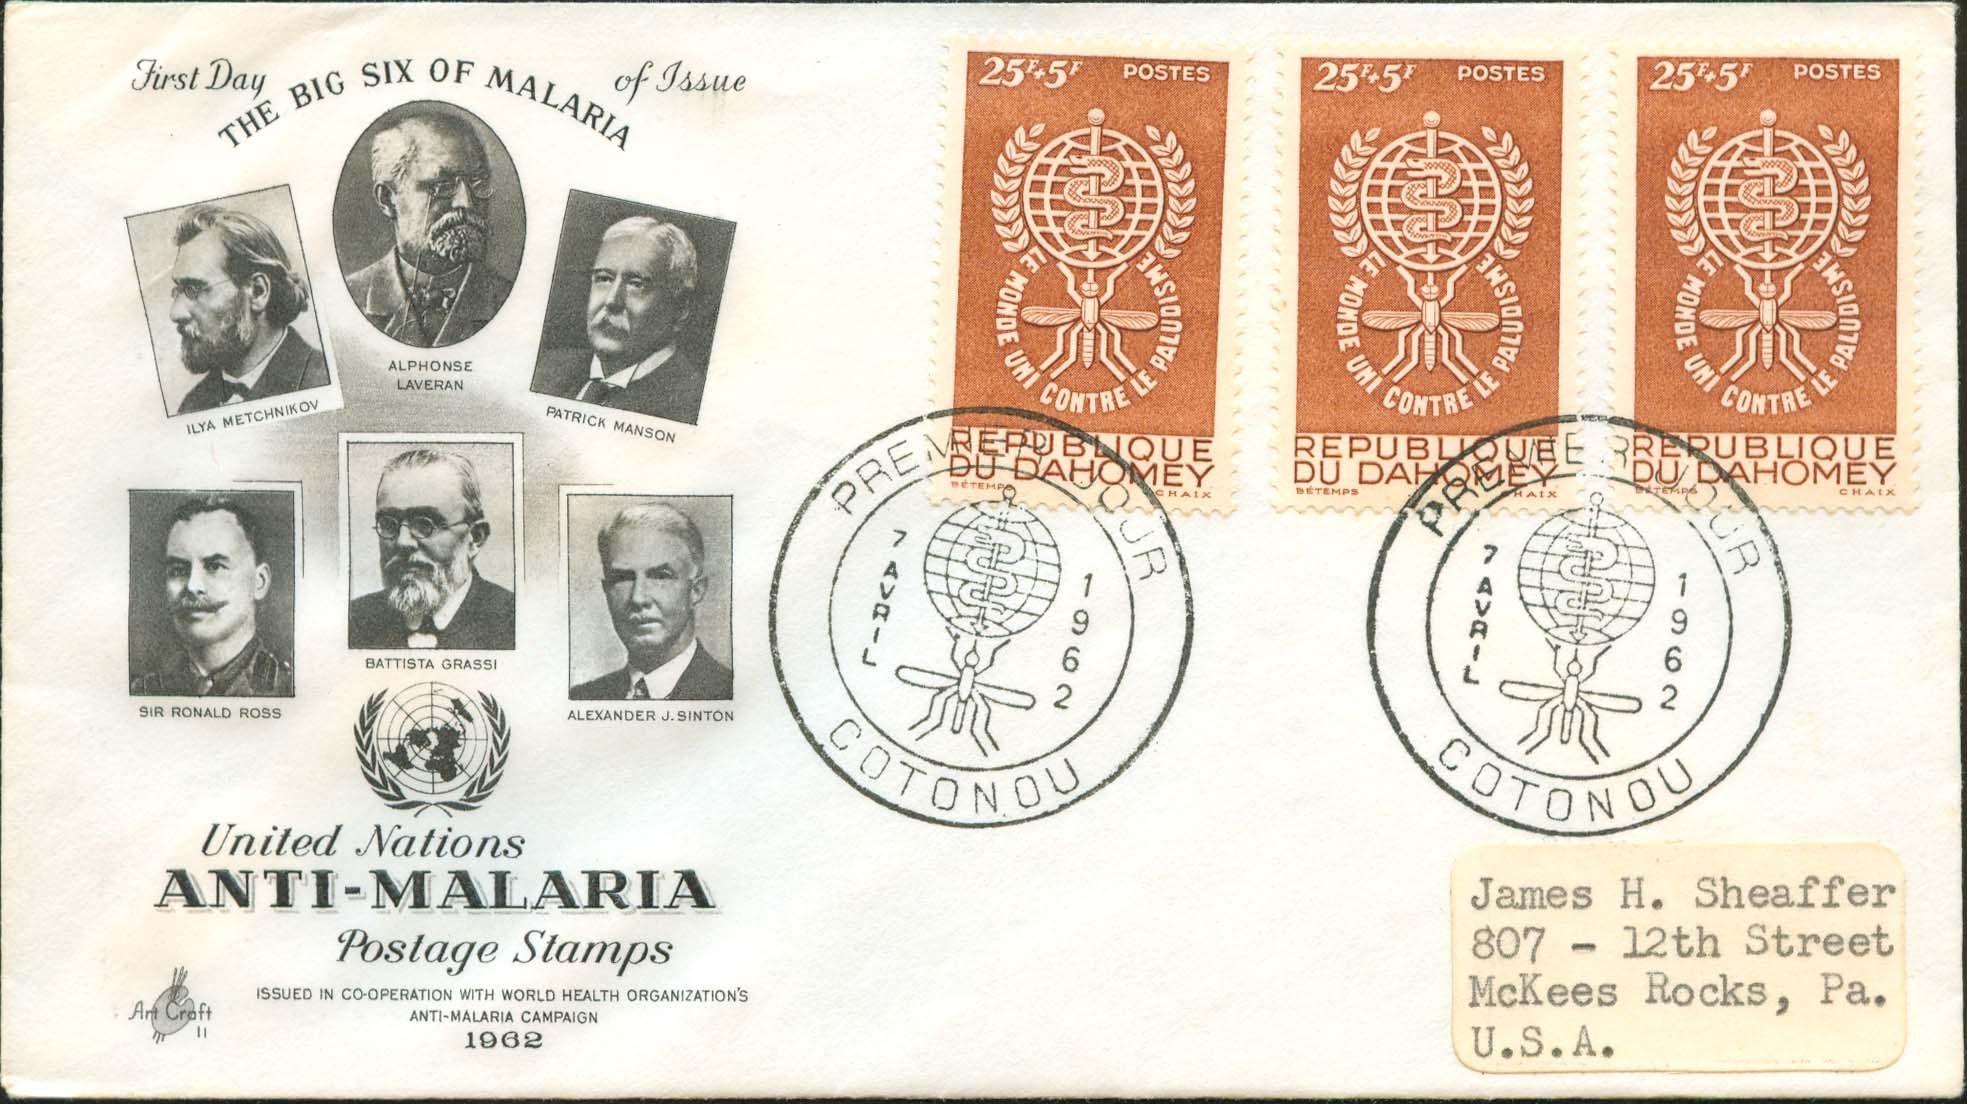 First Day of Issue
THE BIG SIX OF MALARIA
ILYA METCHNIKOV
ALPHONSE
LAVERAN
PATRICK MANSON
SIR RONALD ROSS
BATTISTA GRASSI
ALEXANDER J. SINTON
United Nations
ANTI-MALARIA
Postage Stamps
ISSUED IN CO-OPERATION WITH WORLD HEALTH ORGANIZATION'S
ANTI-MALARIA CAMPAIGN
1962
Art Craft
11
25F+5F POSTES
LE MONDE UNI CONTRE LE PALUDISME
REPUBLIQUE
DU DAHOMEY
BÉTEMPS CHAIX
25F+5F POSTES
LE MONDE UNI CONTRE LE PALUDISME
REPUBLIQUE
DU DAHOMEY
BÉTEMPS CHAIX
25F+5F POSTES
LE MONDE UNI CONTRE LE PALUDISME
REPUBLIQUE
DU DAHOMEY
BÉTEMPS CHAIX
PREMIER JOUR
7 AVRIL 1962
COTONOU
PREMIER JOUR
7 AVRIL 1962
COTONOU
James H. Sheaffer
807 - 12th Street
McKees Rocks, Pa.
U.S.A.